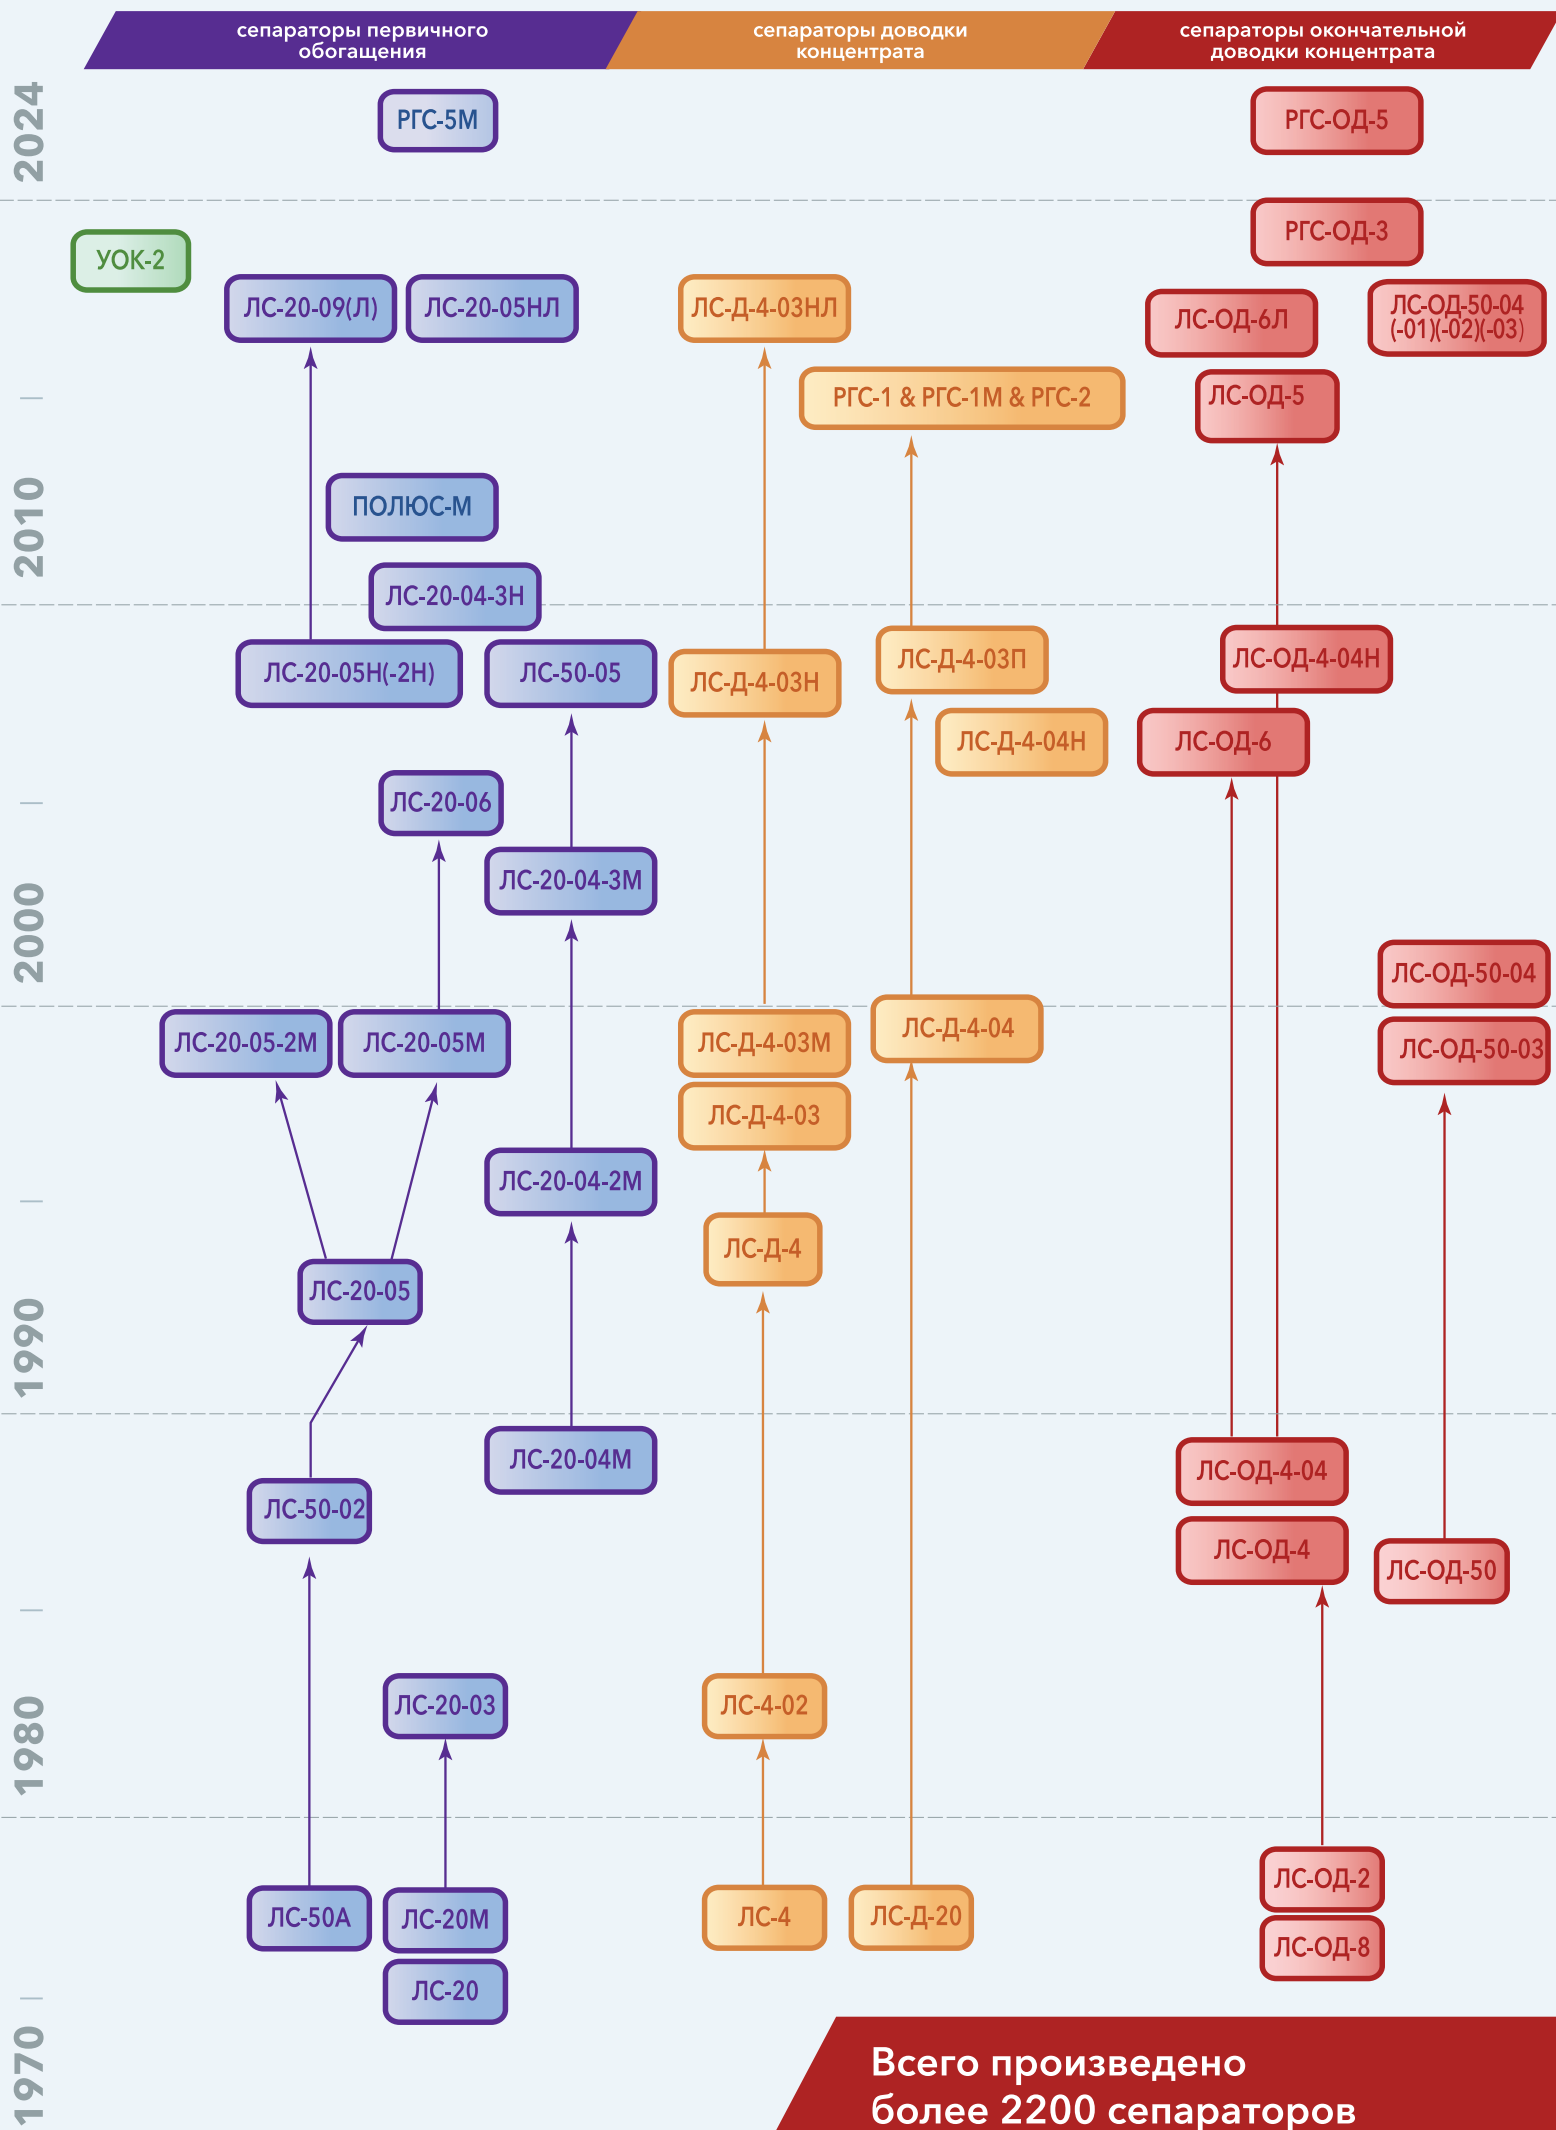 сепараторы первичного
обогащения
сепараторы доводки
концентрата
сепараторы окончательной
доводки концентрата
2024
РГС-5М
РГС-ОД-5
РГС-ОД-3
УОК-2
ЛС-20-09(Л)
ЛС-20-05НЛ
ЛС-Д-4-03НЛ
ЛС-ОД-6Л
ЛС-ОД-50-04
(-01)(-02)(-03)
РГС-1 & РГС-1М & РГС-2
ЛС-ОД-5
2010
ПОЛЮС-М
ЛС-20-04-3Н
ЛС-20-05Н(-2Н)
ЛС-50-05
ЛС-Д-4-03Н
ЛС-Д-4-03П
ЛС-ОД-4-04Н
ЛС-Д-4-04Н
ЛС-ОД-6
ЛС-20-06
ЛС-20-04-3М
2000
ЛС-ОД-50-04
ЛС-20-05-2М
ЛС-20-05М
ЛС-Д-4-03М
ЛС-Д-4-04
ЛС-ОД-50-03
ЛС-Д-4-03
ЛС-20-04-2М
ЛС-Д-4
ЛС-20-05
1990
ЛС-20-04М
ЛС-ОД-4-04
ЛС-50-02
ЛС-ОД-4
ЛС-ОД-50
ЛС-20-03
ЛС-4-02
1980
ЛС-ОД-2
ЛС-50А
ЛС-20М
ЛС-4
ЛС-Д-20
ЛС-ОД-8
ЛС-20
1970
Всего произведено
более 2200 сепараторов